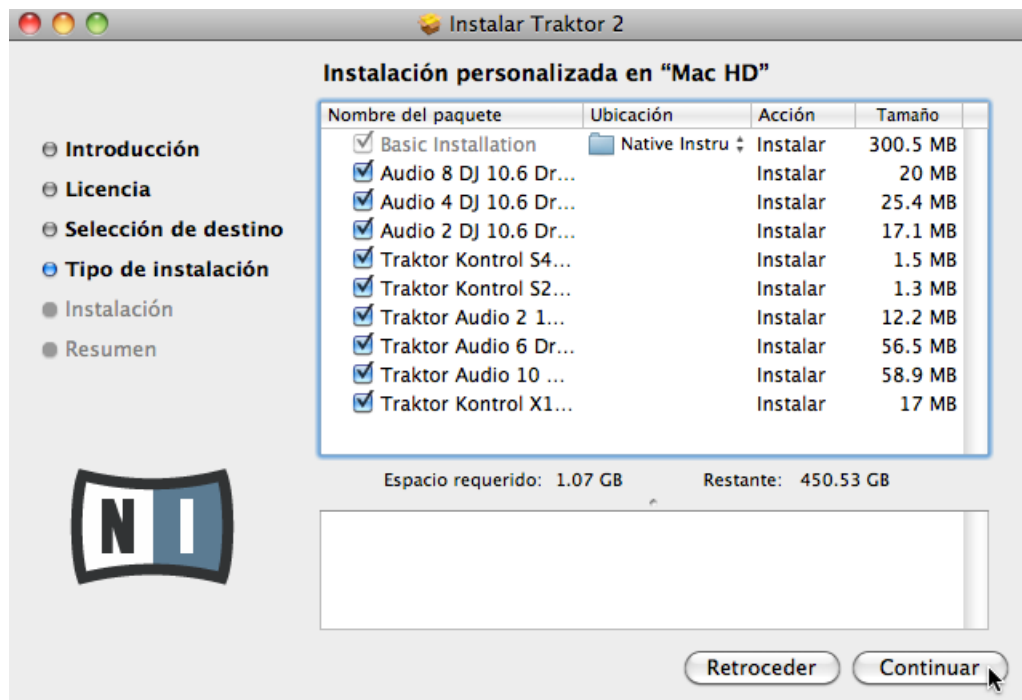 Instalar Traktor 2
Instalación personalizada en “Mac HD”
Introducción
Licencia
Selección de destino
Tipo de instalación
Instalación
Resumen
Nombre del paquete Ubicación Acción Tamaño
Basic Installation Native Instru Instalar 300.5 MB
Audio 8 DJ 10.6 Dr... Instalar 20 MB
Audio 4 DJ 10.6 Dr... Instalar 25.4 MB
Audio 2 DJ 10.6 Dr... Instalar 17.1 MB
Traktor Kontrol S4... Instalar 1.5 MB
Traktor Kontrol S2... Instalar 1.3 MB
Traktor Audio 2 1... Instalar 12.2 MB
Traktor Audio 6 Dr... Instalar 56.5 MB
Traktor Audio 10 ... Instalar 58.9 MB
Traktor Kontrol X1... Instalar 17 MB
Espacio requerido: 1.07 GB Restante: 450.53 GB
NI
Retroceder Continuar